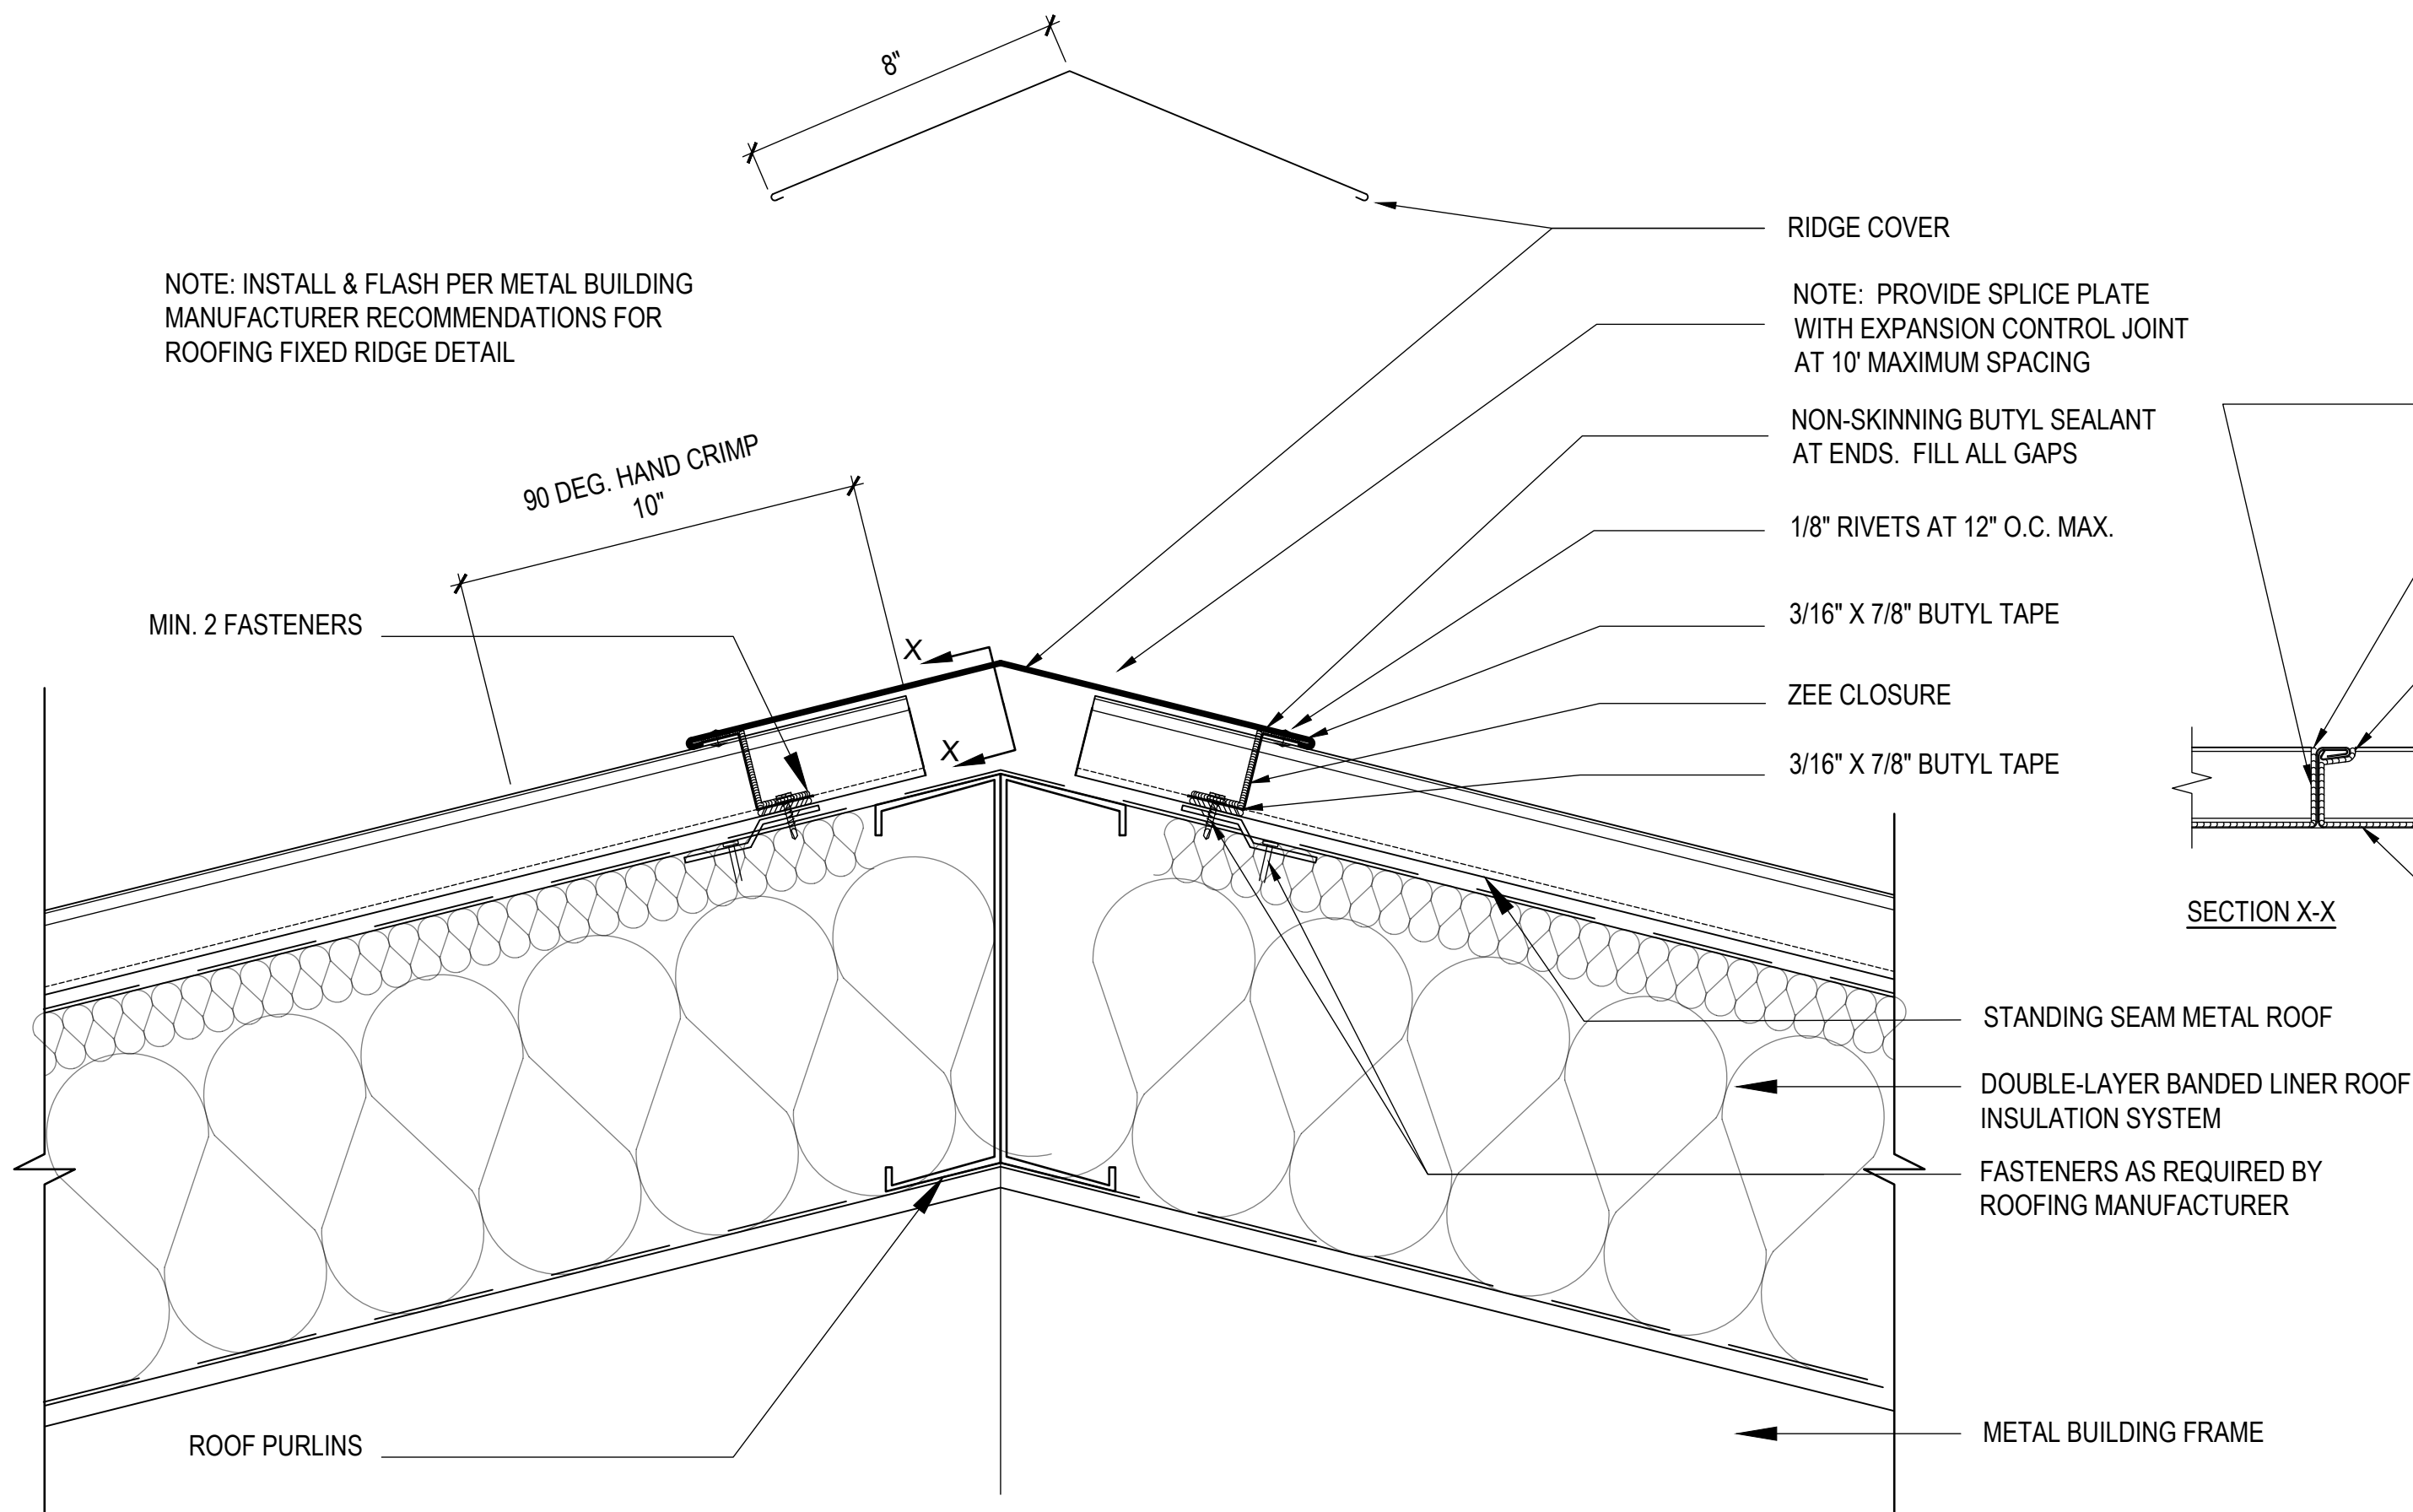 8"
RIDGE COVER
NOTE: INSTALL & FLASH PER METAL BUILDING
MANUFACTURER RECOMMENDATIONS FOR
ROOFING FIXED RIDGE DETAIL
NOTE: PROVIDE SPLICE PLATE
WITH EXPANSION CONTROL JOINT
AT 10' MAXIMUM SPACING
NON-SKINNING BUTYL SEALANT
AT ENDS. FILL ALL GAPS
90 DEG. HAND CRIMP
10"
1/8" RIVETS AT 12" O.C. MAX.
MIN. 2 FASTENERS
3/16" X 7/8" BUTYL TAPE
X
ZEE CLOSURE
X
3/16" X 7/8" BUTYL TAPE
SECTION X-X
STANDING SEAM METAL ROOF
DOUBLE-LAYER BANDED LINER ROOF
INSULATION SYSTEM
FASTENERS AS REQUIRED BY
ROOFING MANUFACTURER
ROOF PURLINS
METAL BUILDING FRAME